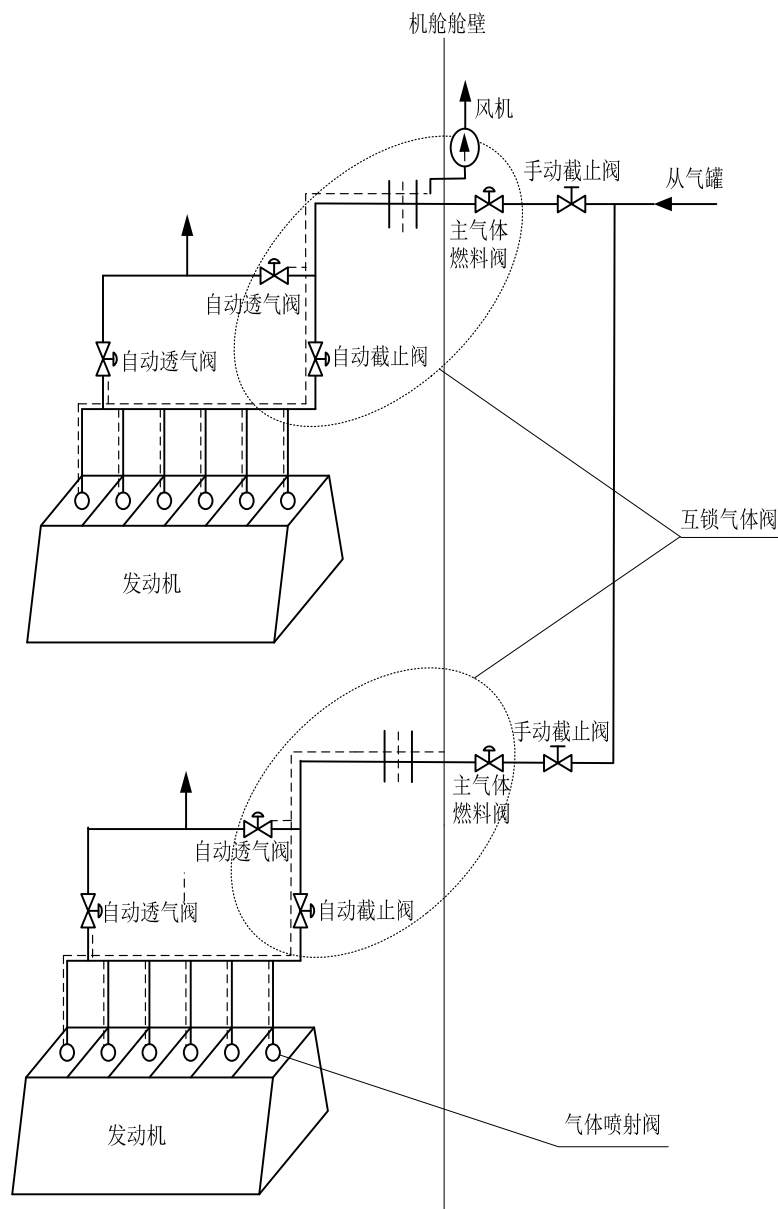 机舱舱壁
风机
手动截止阀
从气罐
主气体
燃料阀
自动透气阀
自动透气阀
自动截止阀
互锁气体阀
发动机
手动截止阀
主气体
燃料阀
自动透气阀
自动透气阀
自动截止阀
气体喷射阀
发动机